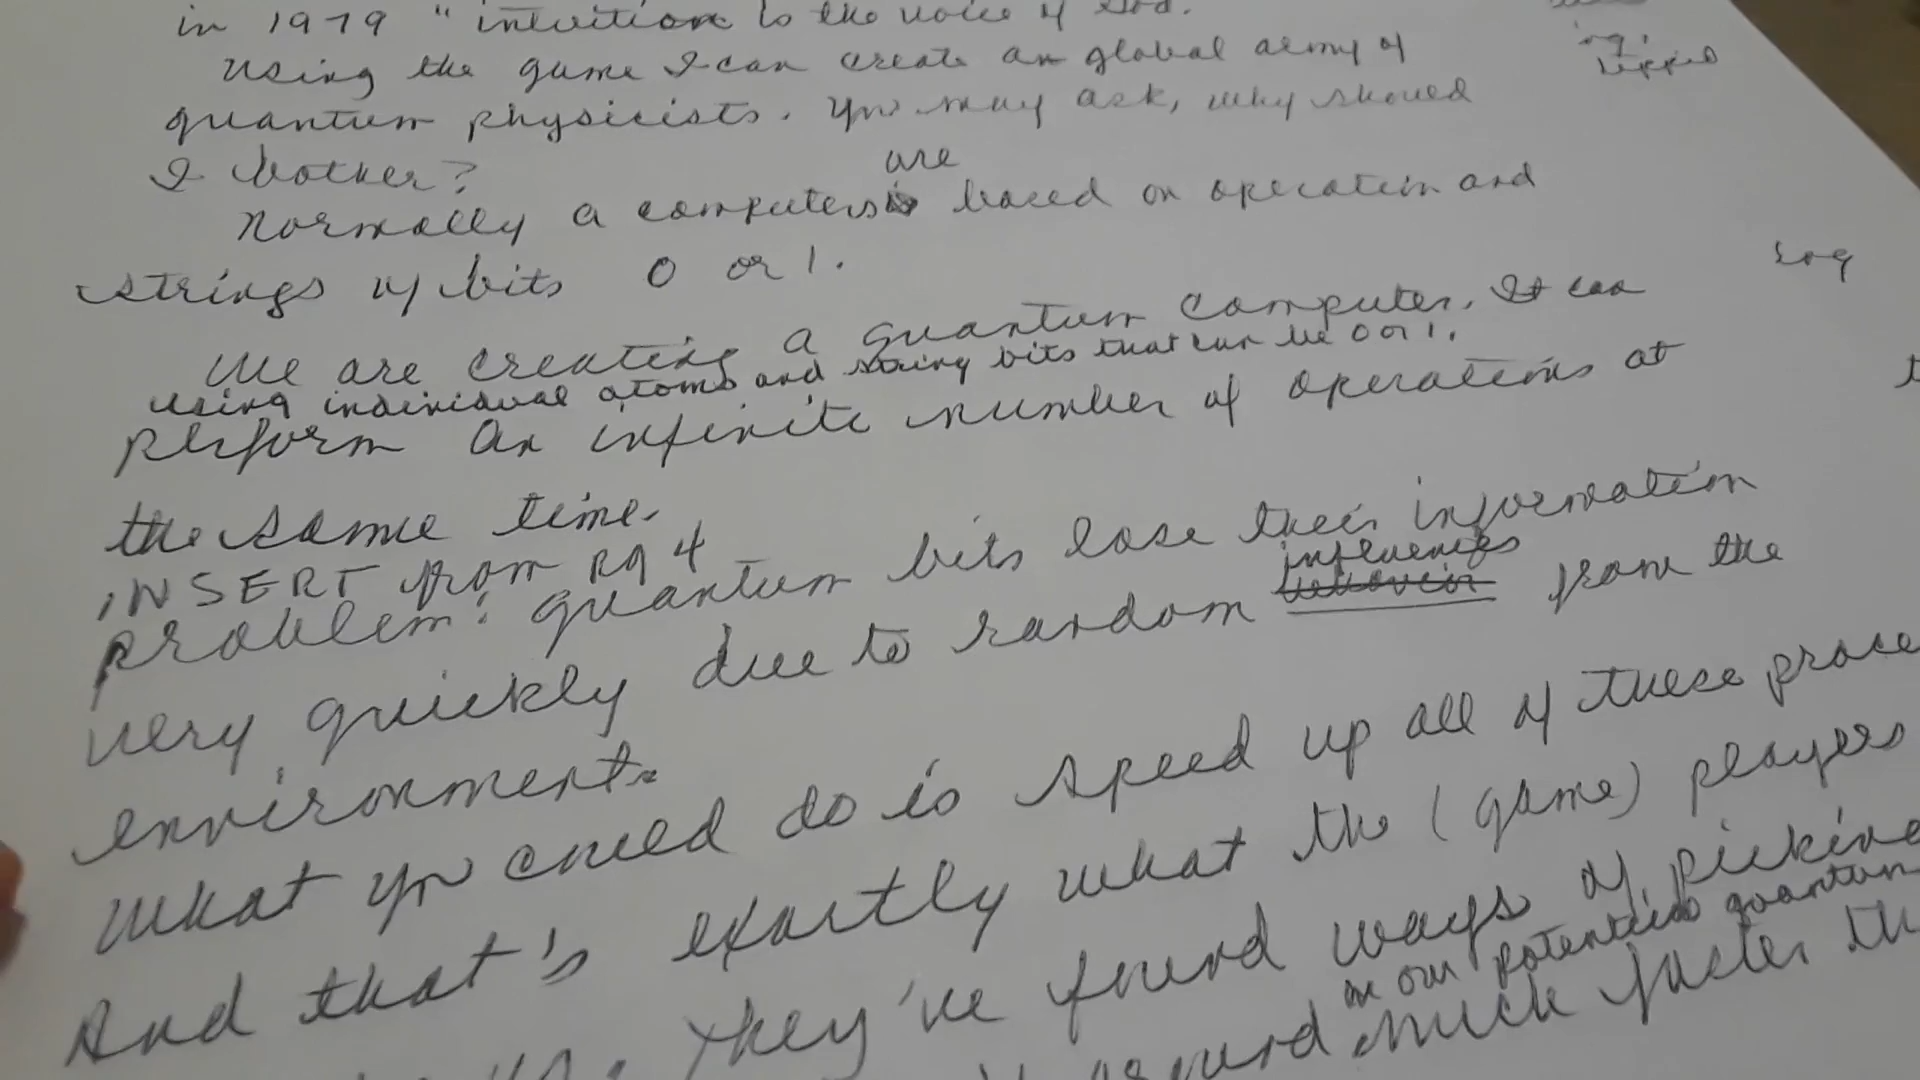 in 1979 "intuition is the voice of God.
Using the game I can create an global army of
quantum physicists. You may ask, why should
I bother?
are
Normally a computers is based on operation and
strings of bits 0 or 1.
We are creating a quantum computer. It can
using individual atoms and string bits that can be 0 or 1.
perform an infinite number of operations at
the same time.
INSERT from pg 4
problem: quantum bits lose their information
influences
very quickly due to random behavior from the
environment.
What you could do is speed up all of these proce
And that's exactly what the (game) players
They've found ways of picking
in our potential quantum
around much faster th